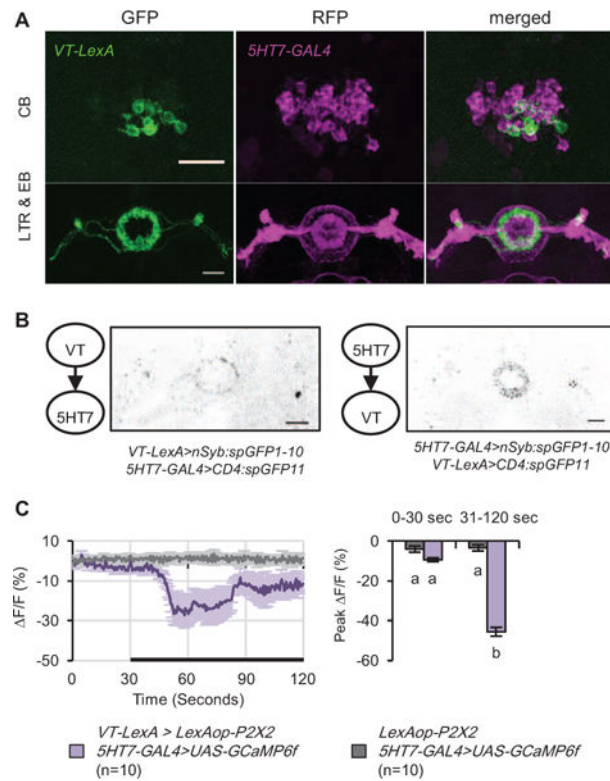 A
GFP
RFP
merged
VT-LexA
5HT7-GAL4
CB
LTR & EB
B
VT
5HT7
VT-LexA>nSyb:spGFP1-10
5HT7-GAL4>CD4:spGFP11
5HT7
VT
5HT7-GAL4>nSyb:spGFP1-10
VT-LexA>CD4:spGFP11
C
10
-10
-30
-50
ΔF/F (%)
0
30
60
90
120
Time (Seconds)
0-30 sec
31-120 sec
0
-20
-40
-60
Peak ΔF/F (%)
a
a
a
b
VT-LexA > LexAop-P2X2
5HT7-GAL4>UAS-GCaMP6f
(n=10)
LexAop-P2X2
5HT7-GAL4>UAS-GCaMP6f
(n=10)